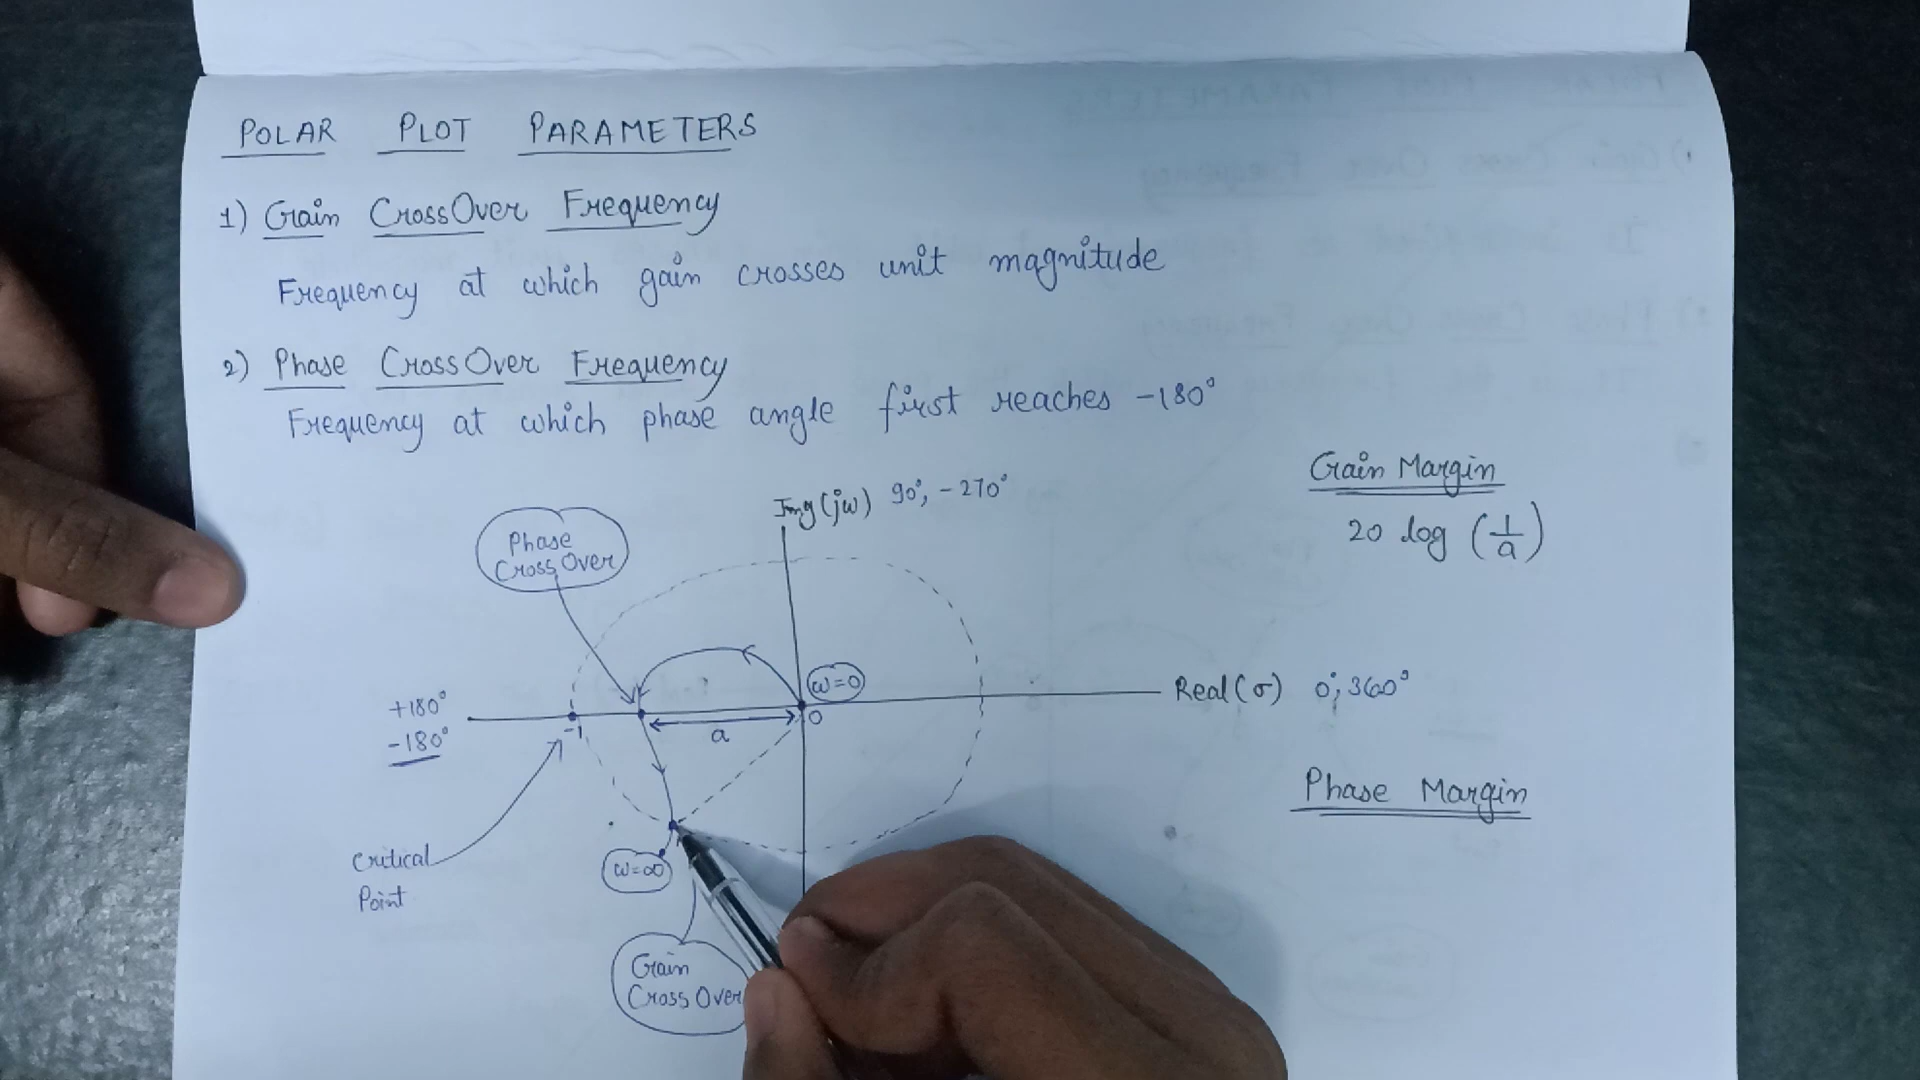 POLAR PLOT PARAMETERS
1) Gain CrossOver Frequency
Frequency at which gain crosses unit magnitude
2) Phase CrossOver Frequency
Frequency at which phase angle first reaches -180°
Img (jω) 90°, -270°
Gain Margin
20 log (1/a)
Phase
CrossOver
ω=0
Real (σ) 0°, 360°
+180°
-180°
-1
a
0
Phase Margin
Critical
Point
ω=∞
Gain
Cross Over